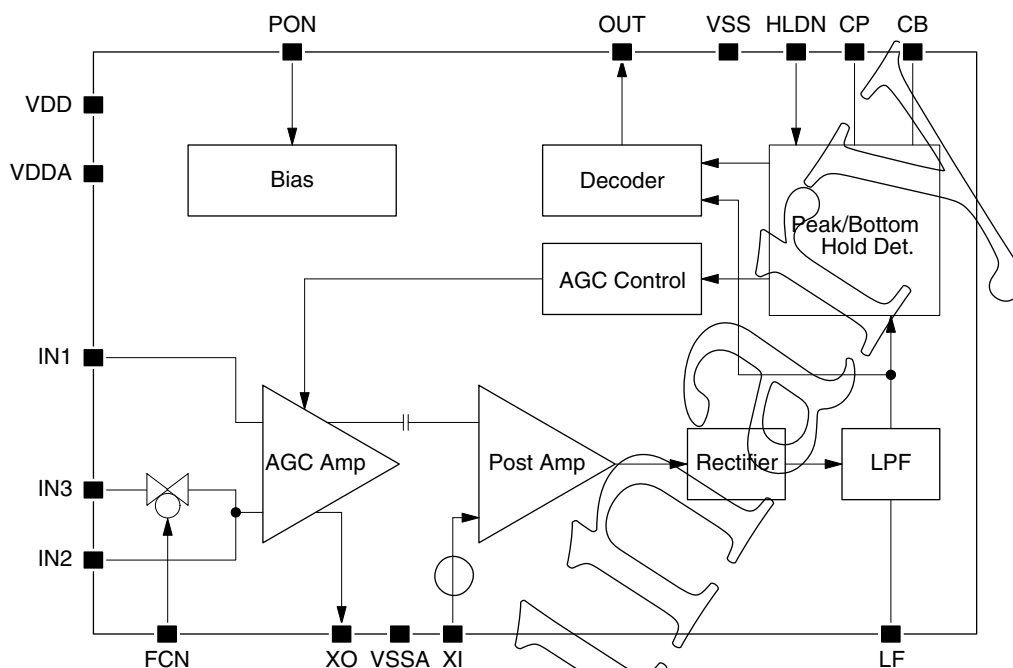 PON
OUT
VSS
HLDN
CP
CB
VDD
VDDA
Bias
Decoder
Peak/Bottom
Hold Det.
AGC Control
IN1
AGC Amp
Post Amp
Rectifier
LPF
IN3
IN2
FCN
XO
VSSA
XI
LF